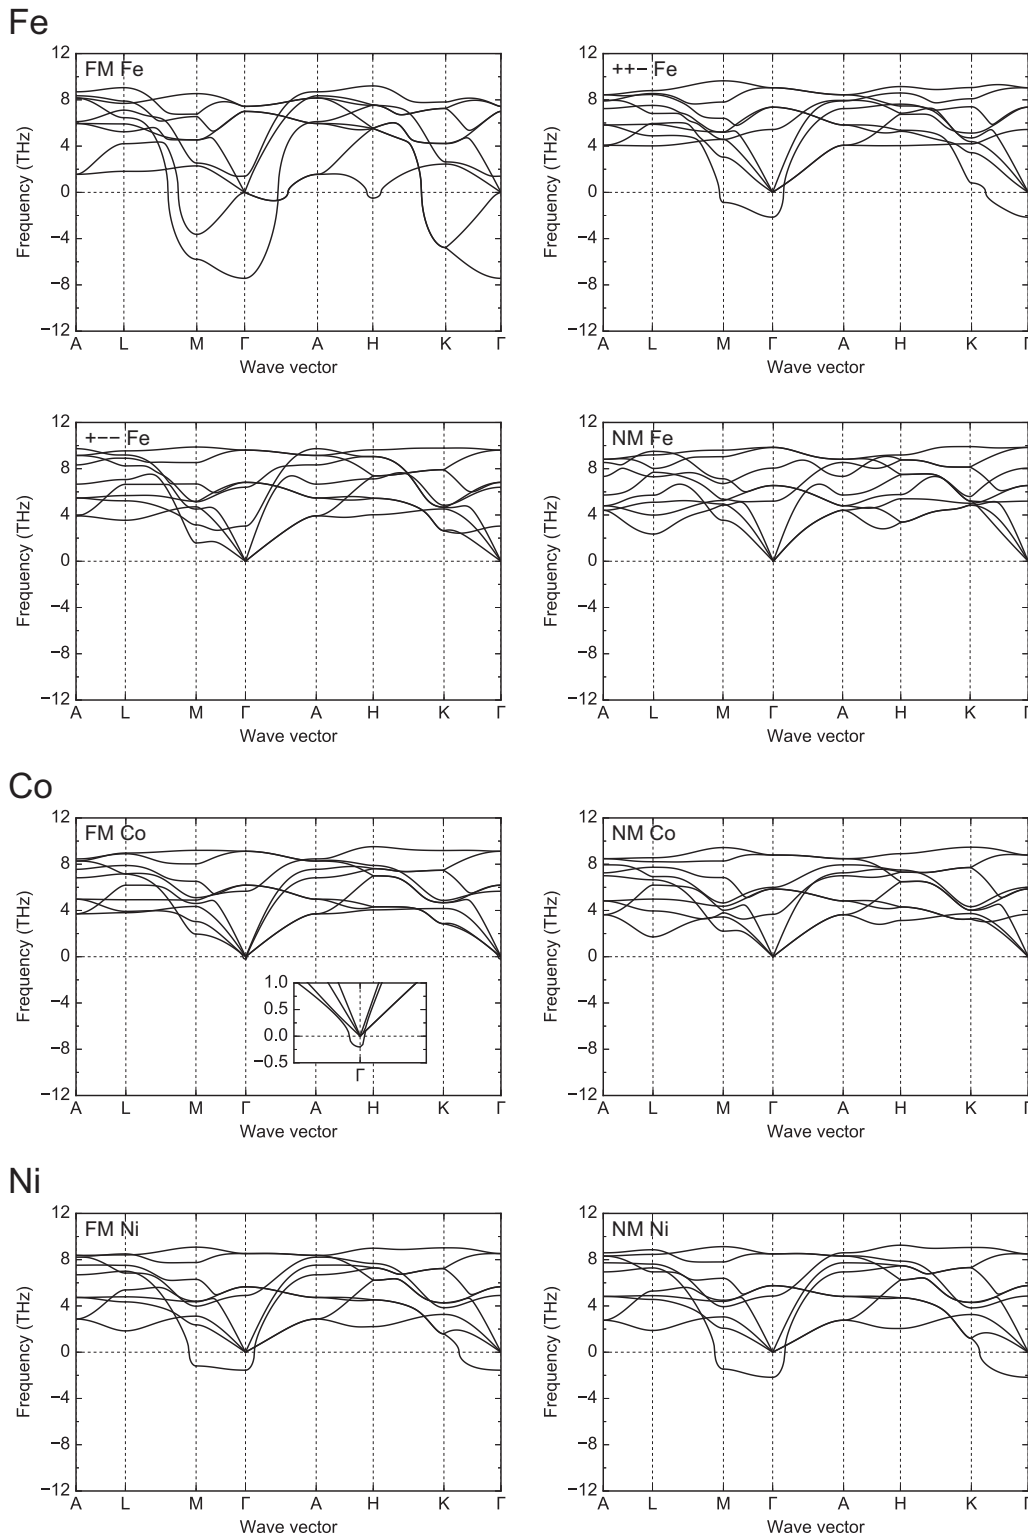 Fe
FM Fe
Frequency (THz)
12
8
4
0
−4
−8
−12
A L M Γ A H K Γ
Wave vector
++− Fe
Frequency (THz)
12
8
4
0
−4
−8
−12
A L M Γ A H K Γ
Wave vector
+−− Fe
Frequency (THz)
12
8
4
0
−4
−8
−12
A L M Γ A H K Γ
Wave vector
NM Fe
Frequency (THz)
12
8
4
0
−4
−8
−12
A L M Γ A H K Γ
Wave vector
Co
FM Co
Frequency (THz)
12
8
4
0
−4
−8
−12
1.0
0.5
0.0
−0.5
Γ
A L M Γ A H K Γ
Wave vector
NM Co
Frequency (THz)
12
8
4
0
−4
−8
−12
A L M Γ A H K Γ
Wave vector
Ni
FM Ni
Frequency (THz)
12
8
4
0
−4
−8
−12
A L M Γ A H K Γ
Wave vector
NM Ni
Frequency (THz)
12
8
4
0
−4
−8
−12
A L M Γ A H K Γ
Wave vector